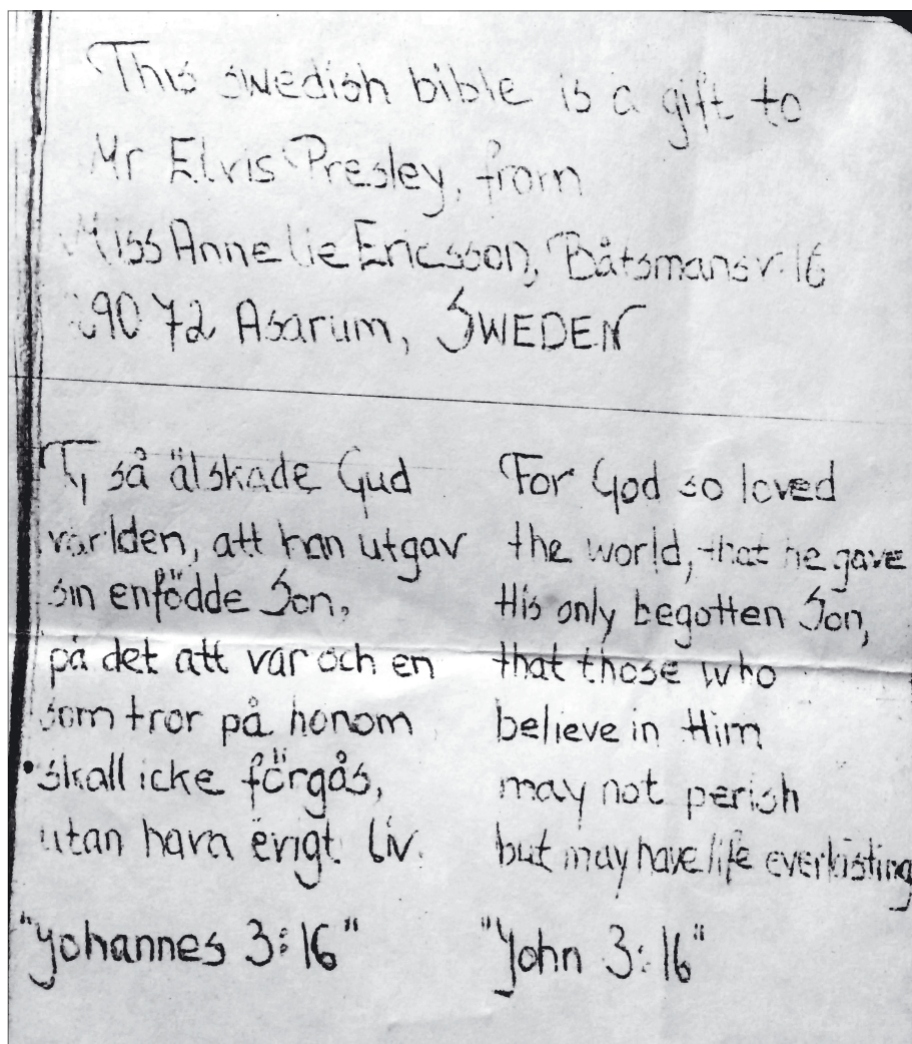 This swedish bible is a gift to
Mr Elvis Presley, from
Miss Annelie Ericsson, Båtsmansv. 16
29072 Asarum, SWEDEN
Ty så älskade Gud
världen, att han utgav
sin enfödde Son,
på det att var och en
som tror på honom
skall icke förgås,
utan hava evigt liv.
"Johannes 3:16"
For God so loved
the world, that he gave
His only begotten Son,
that those who
believe in Him
may not perish
but may have life everlasting
"John 3:16"